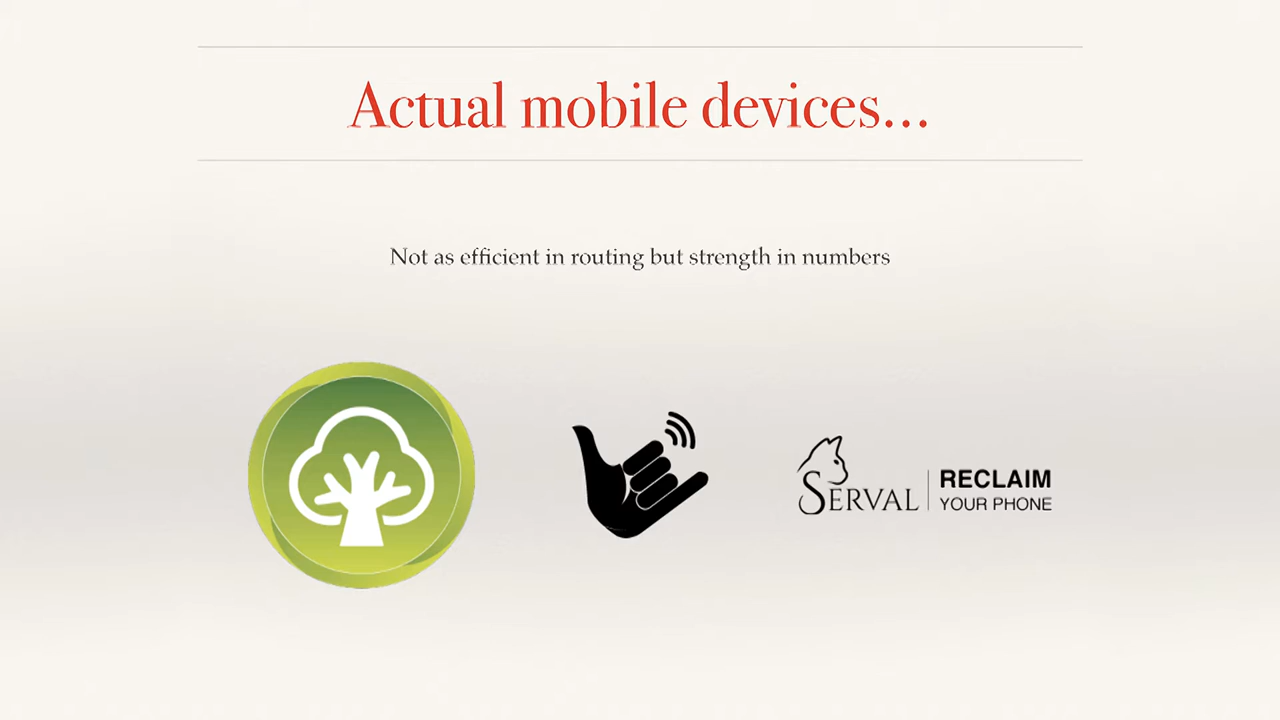 Actual mobile devices...
Not as efficient in routing but strength in numbers
SERVAL
RECLAIM
YOUR PHONE